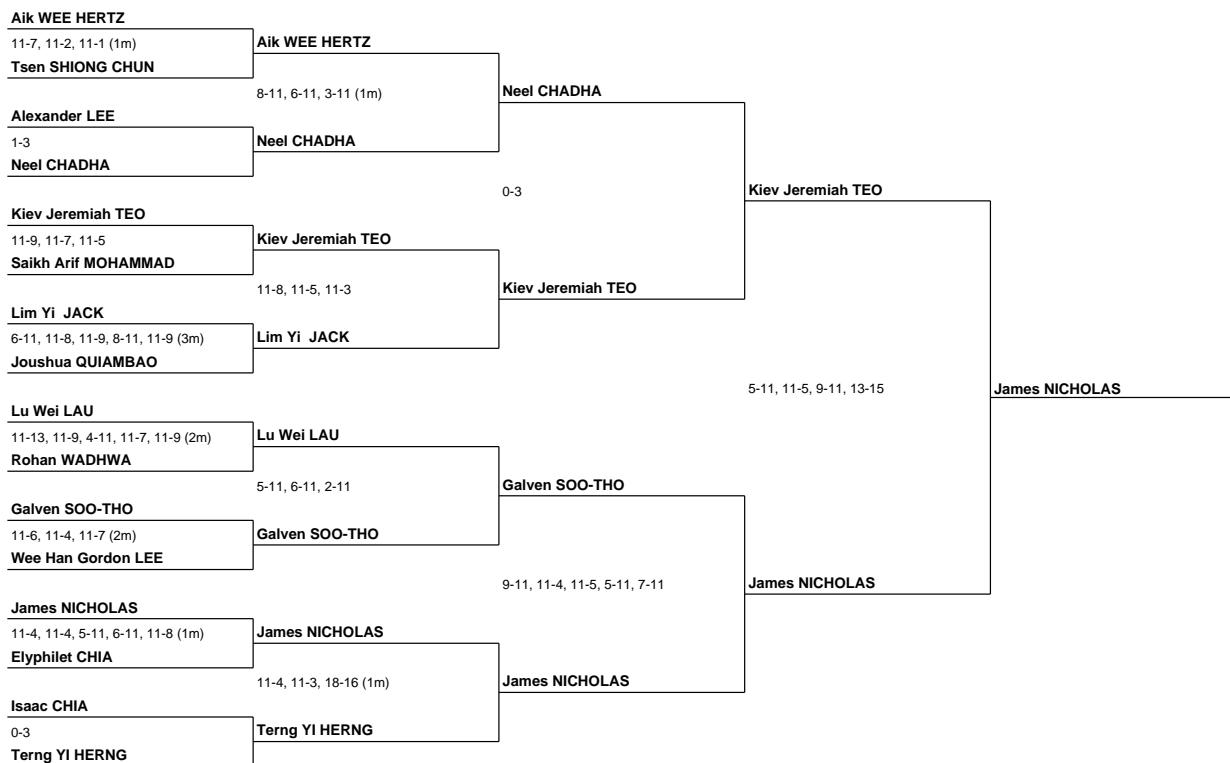 Aik WEE HERTZ
11-7, 11-2, 11-1 (1m)
Tsen SHIONG CHUN
Alexander LEE
1-3
Neel CHADHA
Kiev Jeremiah TEO
11-9, 11-7, 11-5
Saikh Arif MOHAMMAD
Lim Yi  JACK
6-11, 11-8, 11-9, 8-11, 11-9 (3m)
Joushua QUIAMBAO
Lu Wei LAU
11-13, 11-9, 4-11, 11-7, 11-9 (2m)
Rohan WADHWA
Galven SOO-THO
11-6, 11-4, 11-7 (2m)
Wee Han Gordon LEE
James NICHOLAS
11-4, 11-4, 5-11, 6-11, 11-8 (1m)
Elyphilet CHIA
Isaac CHIA
0-3
Terng YI HERNG
Aik WEE HERTZ
8-11, 6-11, 3-11 (1m)
Neel CHADHA
Kiev Jeremiah TEO
11-8, 11-5, 11-3
Lim Yi  JACK
Lu Wei LAU
5-11, 6-11, 2-11
Galven SOO-THO
James NICHOLAS
11-4, 11-3, 18-16 (1m)
Terng YI HERNG
Neel CHADHA
0-3
Kiev Jeremiah TEO
Galven SOO-THO
9-11, 11-4, 11-5, 5-11, 7-11
James NICHOLAS
Kiev Jeremiah TEO
5-11, 11-5, 9-11, 13-15
James NICHOLAS
James NICHOLAS